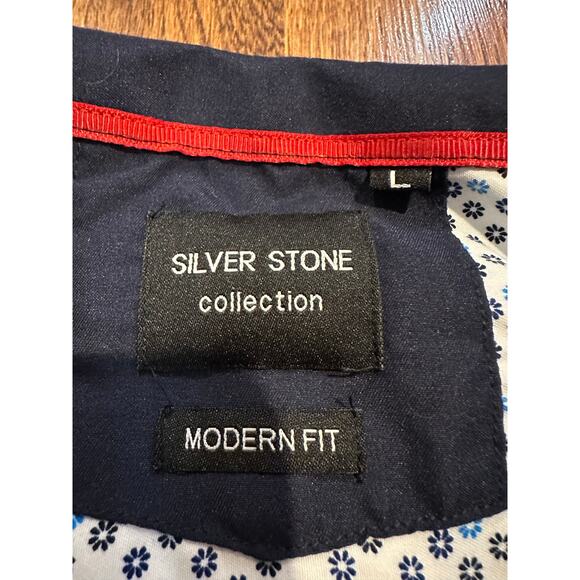 L
SILVER STONE
collection
MODERN FIT